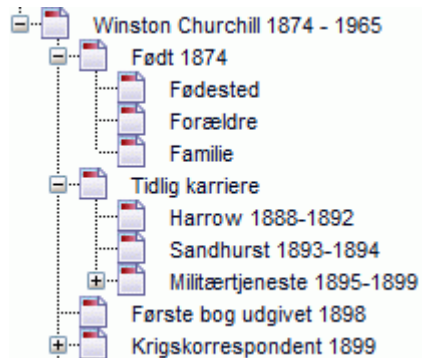 Winston Churchill 1874 - 1965
Født 1874
Fødested
Forældre
Familie
Tidlig karriere
Harrow 1888-1892
Sandhurst 1893-1894
Militærtjeneste 1895-1899
Første bog udgivet 1898
Krigskorrespondent 1899